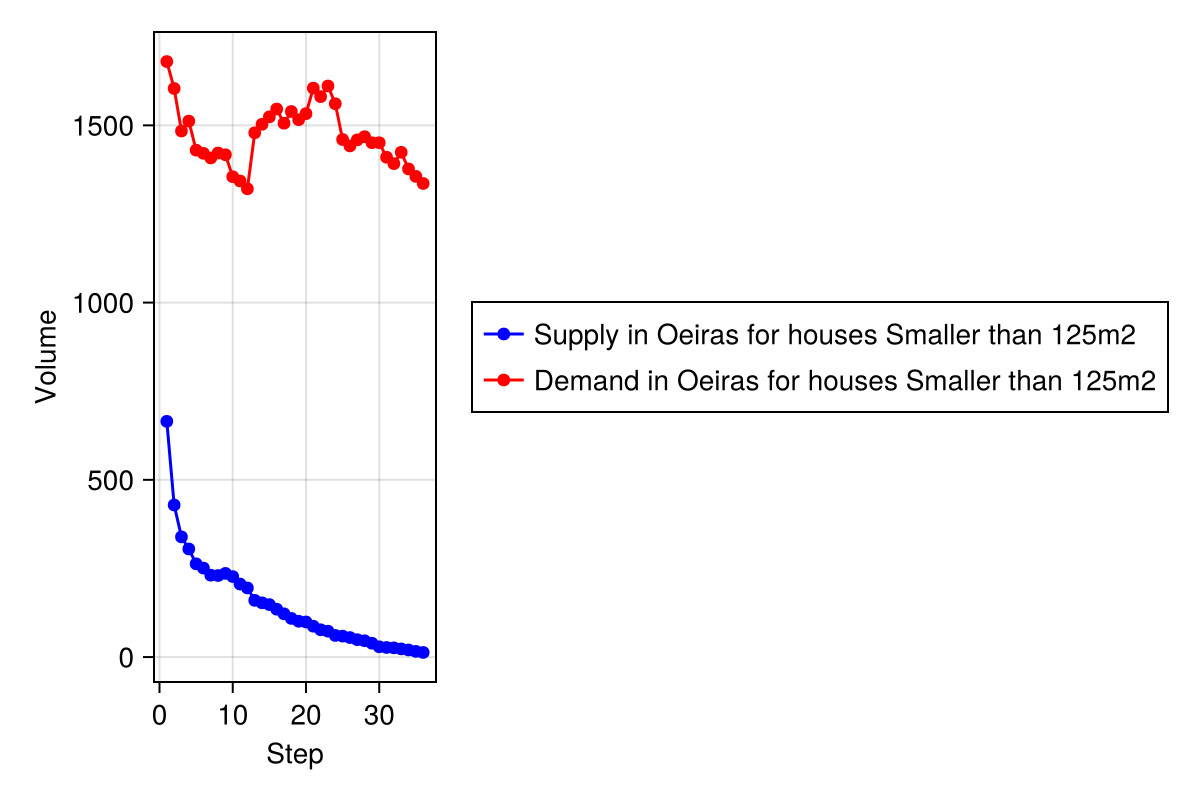 Volume
1500
1000
500
0
0 10 20 30
Step
Supply in Oeiras for houses Smaller than 125m2
Demand in Oeiras for houses Smaller than 125m2